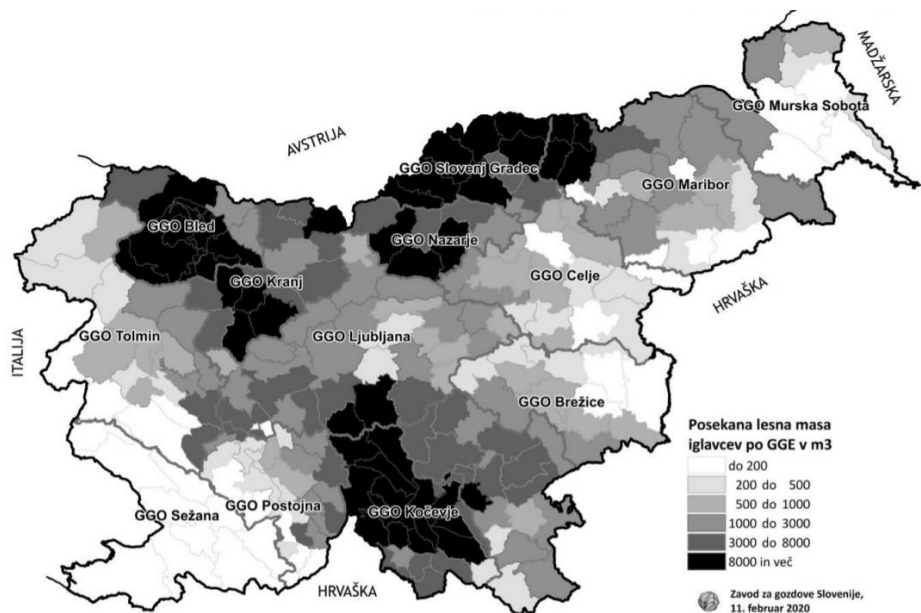 MADŽARSKA
GGO Murska Sobota
AVSTRIJA
GGO Slovenj Gradec
GGO Maribor
GGO Bled
GGO Nazarje
GGO Celje
GGO Kranj
HRVAŠKA
ITALIJA
GGO Tolmin
GGO Ljubljana
GGO Brežice
GGO Postojna
GGO Sežana
GGO Kočevje
HRVAŠKA
Posekana lesna masa
iglavcev po GGE v m3
do 200
200 do 500
500 do 1000
1000 do 3000
3000 do 8000
8000 in več
Zavod za gozdove Slovenije,
11. februar 2020